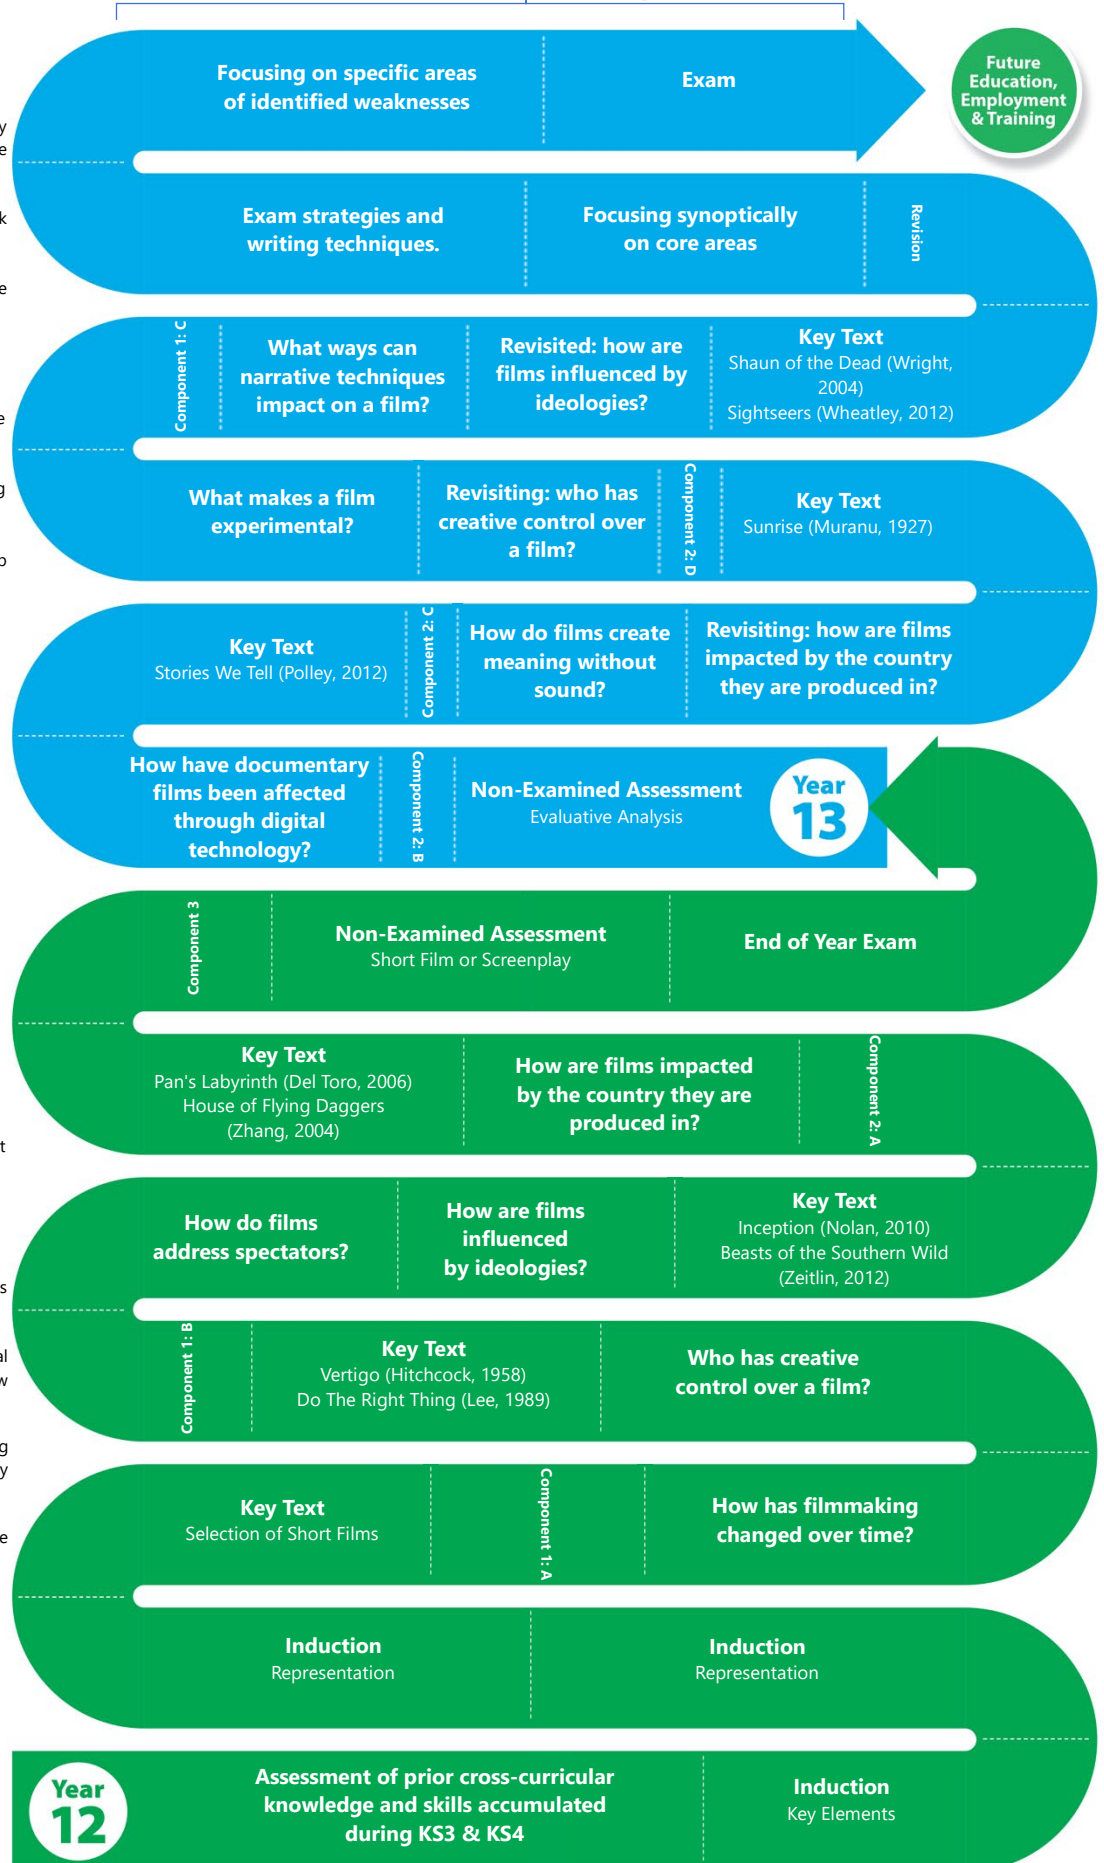 Focusing on specific areas
of identified weaknesses
Exam
Future
Education,
Employment
& Training
y
e
k
e
Exam strategies and
writing techniques.
Focusing synoptically
on core areas
Revision
Component 1: C
What ways can
narrative techniques
impact on a film?
Revisited: how are
films influenced by
ideologies?
Key Text
Shaun of the Dead (Wright,
2004)
Sightseers (Wheatley, 2012)
e
g
What makes a film
experimental?
Revisiting: who has
creative control over
a film?
Component 2: D
Key Text
Sunrise (Muranu, 1927)
Key Text
Stories We Tell (Polley, 2012)
Component 2: C
How do films create
meaning without
sound?
Revisiting: how are films
impacted by the country
they are produced in?
How have documentary
films been affected
through digital
technology?
Component 2: B
Non-Examined Assessment
Evaluative Analysis
Year
13
Component 3
Non-Examined Assessment
Short Film or Screenplay
End of Year Exam
Key Text
Pan's Labyrinth (Del Toro, 2006)
House of Flying Daggers
(Zhang, 2004)
How are films impacted
by the country they are
produced in?
Component 2: A
t
How do films
address spectators?
How are films
influenced
by ideologies?
Key Text
Inception (Nolan, 2010)
Beasts of the Southern Wild
(Zeitlin, 2012)
s
al
w
Component 1: B
Key Text
Vertigo (Hitchcock, 1958)
Do The Right Thing (Lee, 1989)
Who has creative
control over a film?
g
y
e
Key Text
Selection of Short Films
Component 1: A
How has filmmaking
changed over time?
Induction
Representation
Induction
Representation
Year
12
Assessment of prior cross-curricular
knowledge and skills accumulated
during KS3 & KS4
Induction
Key Elements